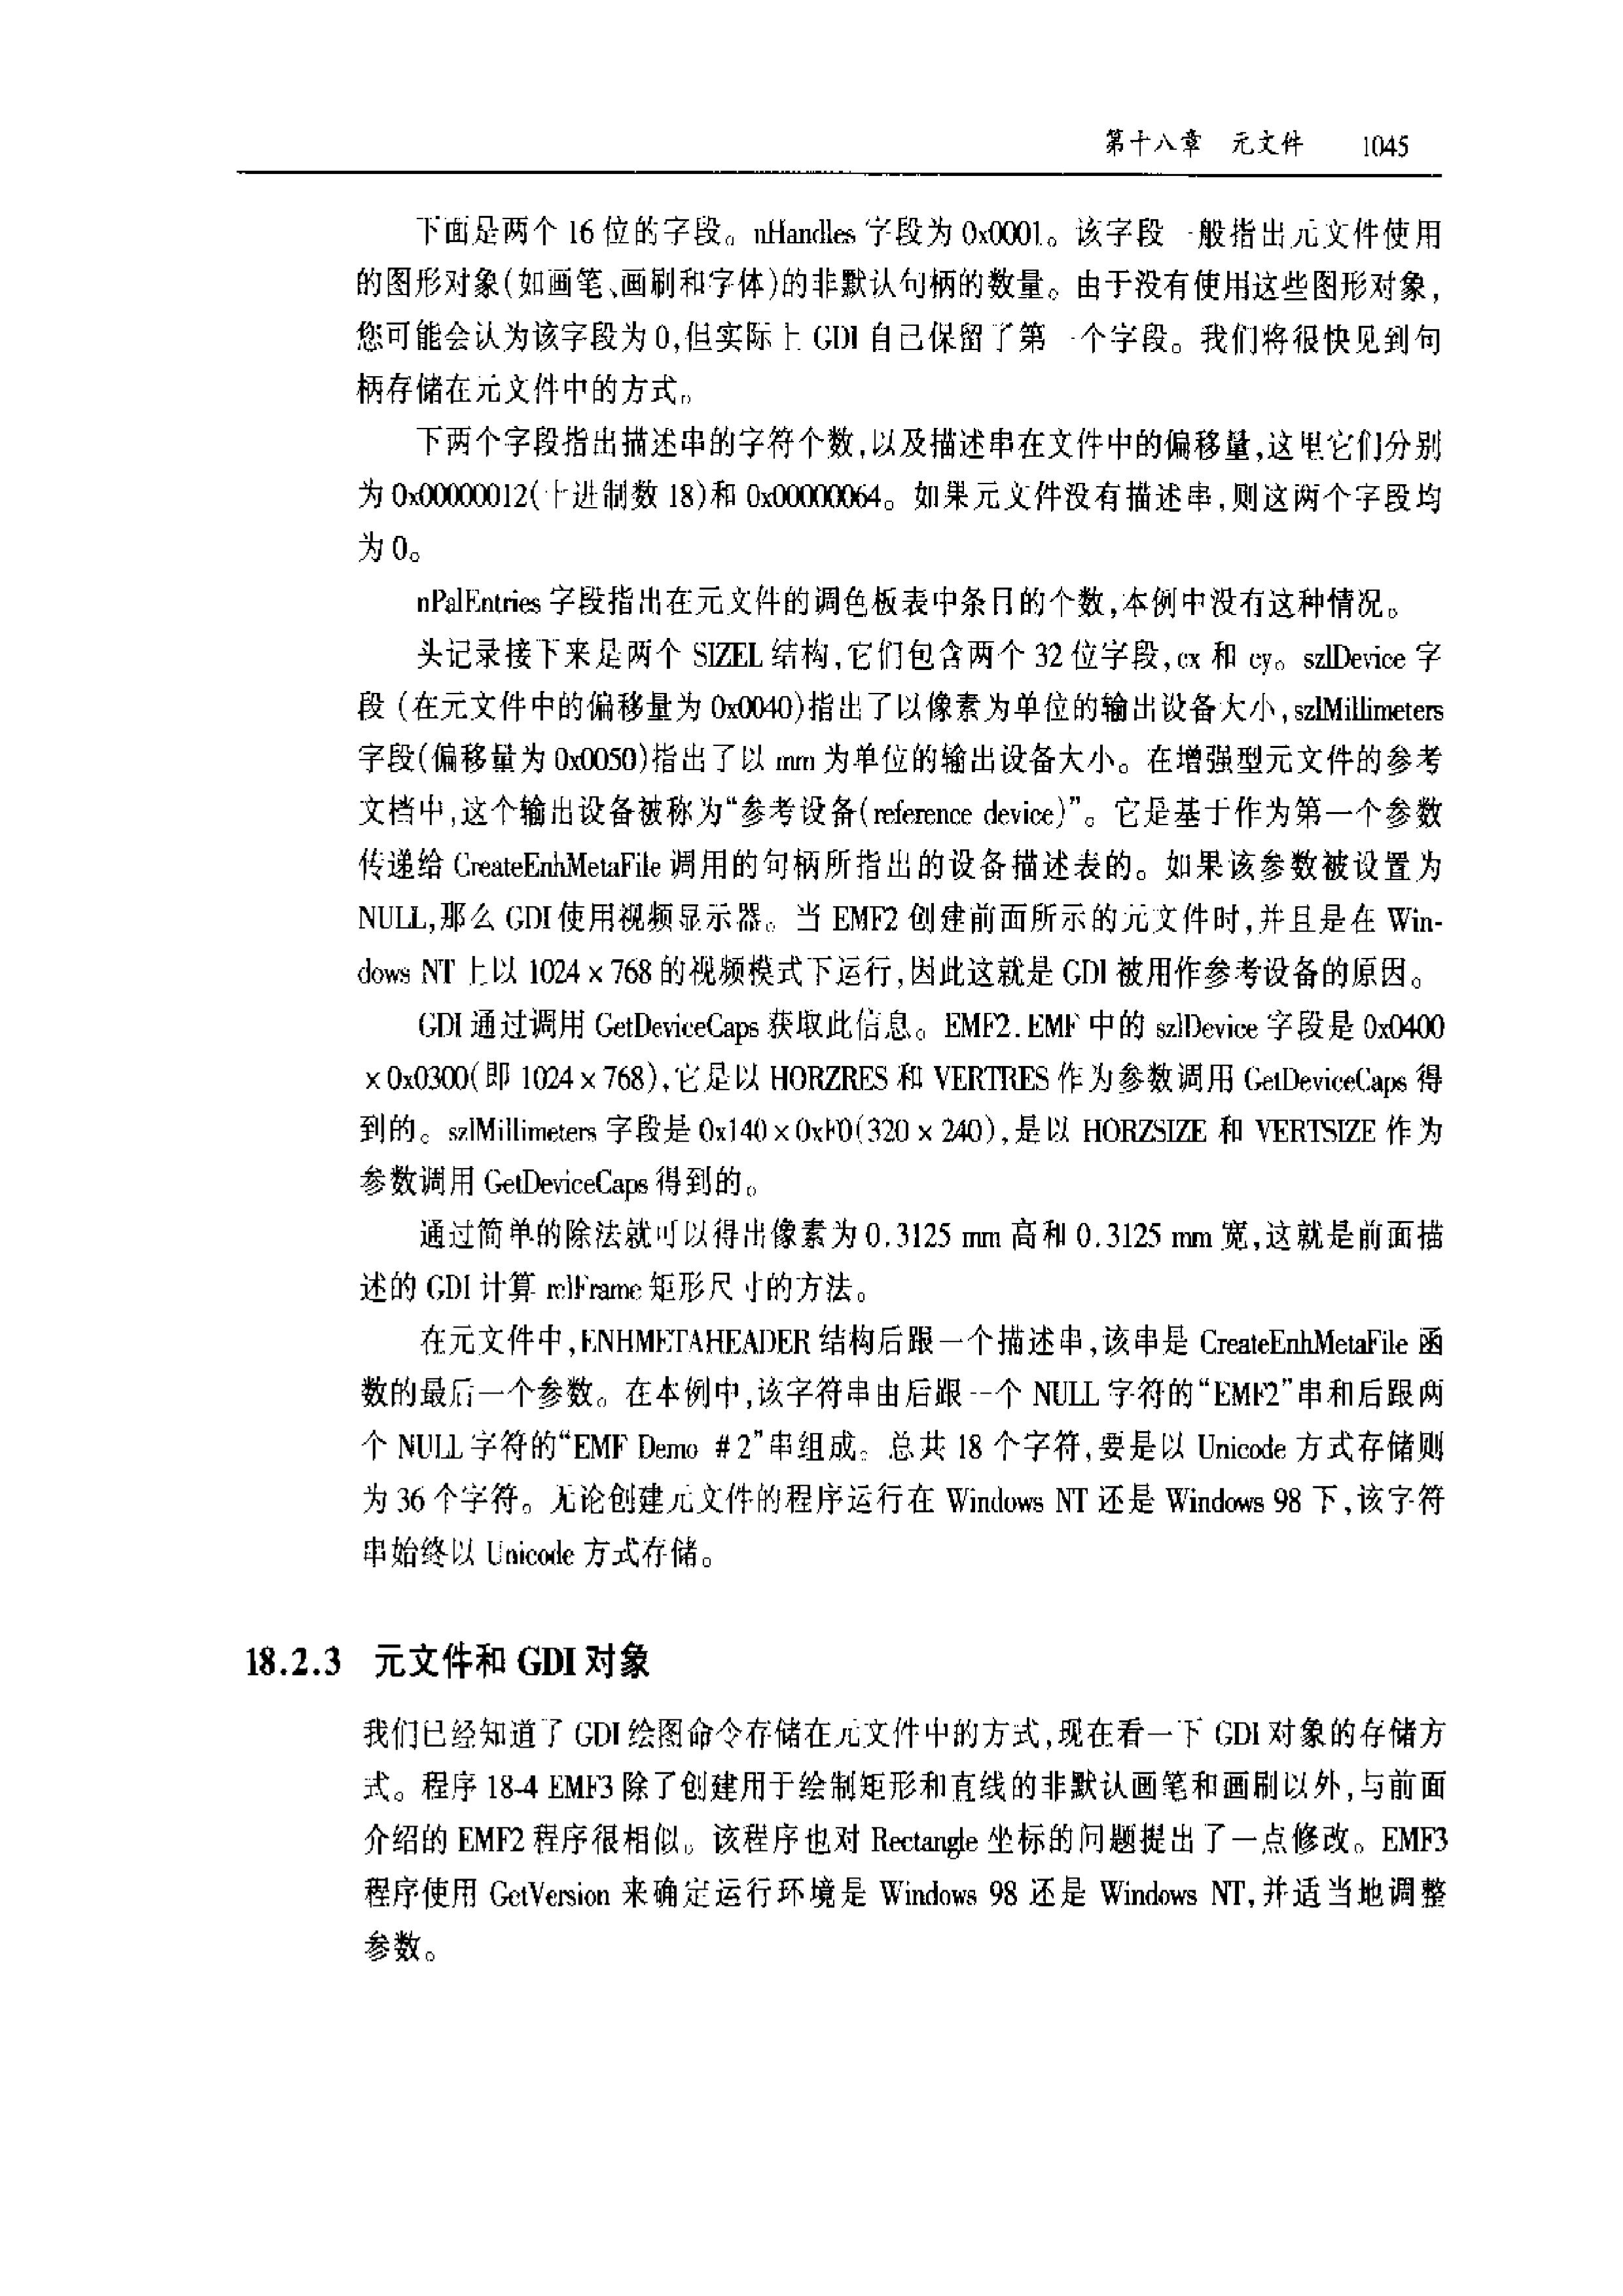 第十八章 元文件 1045
下面是两个 16 位的字段。nHandles 字段为 0x0001。该字段一般指出元文件使用
的图形对象(如画笔、画刷和字体)的非默认句柄的数量。由于没有使用这些图形对象,
您可能会认为该字段为 0,但实际上 GDI 自己保留了第一个字段。我们将很快见到句
柄存储在元文件中的方式。
下两个字段指出描述串的字符个数,以及描述串在文件中的偏移量,这里它们分别
为 0x00000012(十进制数 18)和 0x00000064。如果元文件没有描述串,则这两个字段均
为 0。
nPalEntries 字段指出在元文件的调色板表中条目的个数,本例中没有这种情况。
头记录接下来是两个 SIZEL 结构,它们包含两个 32 位字段,cx 和 cy。szlDevice 字
段 (在元文件中的偏移量为 0x0040)指出了以像素为单位的输出设备大小,szlMillimeters
字段(偏移量为 0x0050)指出了以 mm 为单位的输出设备大小。在增强型元文件的参考
文档中,这个输出设备被称为“参考设备(reference device)”。它是基于作为第一个参数
传递给 CreateEnhMetaFile 调用的句柄所指出的设备描述表的。如果该参数被设置为
NULL,那么 GDI 使用视频显示器。当 EMF2 创建前面所示的元文件时,并且是在 Win-
dows NT 上以 1024 × 768 的视频模式下运行,因此这就是 GDI 被用作参考设备的原因。
GDI 通过调用 GetDeviceCaps 获取此信息。EMF2.EMF 中的 szlDevice 字段是 0x0400
× 0x0300(即 1024 × 768),它是以 HORZRES 和 VERTRES 作为参数调用 GetDeviceCaps 得
到的。szlMillimeters 字段是 0x140 × 0xF0(320 × 240),是以 HORZSIZE 和 VERTSIZE 作为
参数调用 GetDeviceCaps 得到的。
通过简单的除法就可以得出像素为 0.3125 mm 高和 0.3125 mm 宽,这就是前面描
述的 GDI 计算 rclFrame 矩形尺寸的方法。
在元文件中,ENHMETAHEADER 结构后跟一个描述串,该串是 CreateEnhMetaFile 函
数的最后一个参数。在本例中,该字符串由后跟一个 NULL 字符的“EMF2”串和后跟两
个 NULL 字符的“EMF Demo #2”串组成。总共 18 个字符,要是以 Unicode 方式存储则
为 36 个字符。无论创建元文件的程序运行在 Windows NT 还是 Windows 98 下,该字符
串始终以 Unicode 方式存储。
18.2.3 元文件和 GDI 对象
我们已经知道了 GDI 绘图命令存储在元文件中的方式,现在看一下 GDI 对象的存储方
式。程序 18-4 EMF3 除了创建用于绘制矩形和直线的非默认画笔和画刷以外,与前面
介绍的 EMF2 程序很相似。该程序也对 Rectangle 坐标的问题提出了一点修改。EMF3
程序使用 GetVersion 来确定运行环境是 Windows 98 还是 Windows NT,并适当地调整
参数。